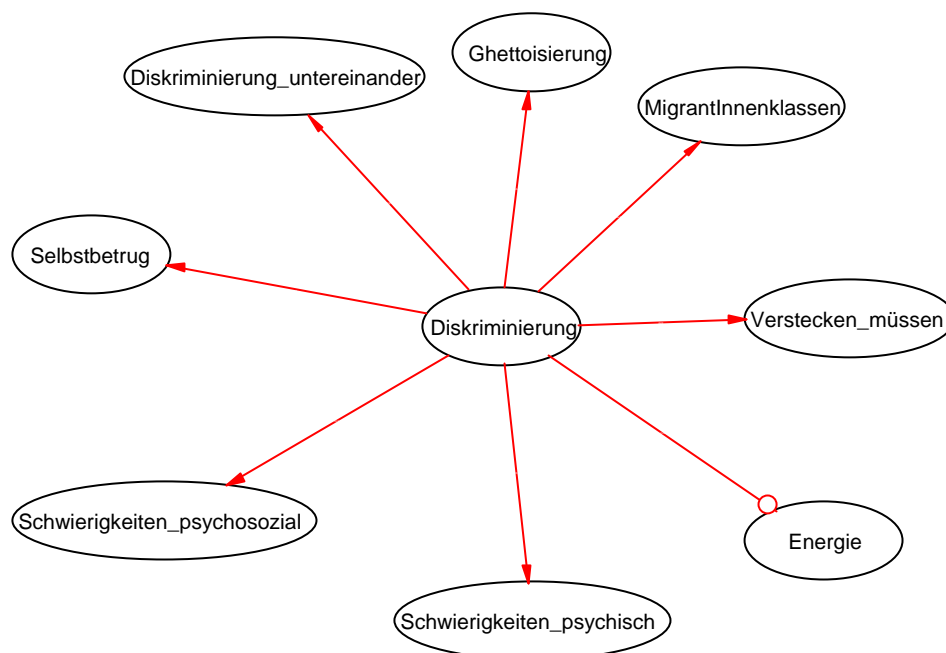 Ghettoisierung
Diskriminierung_untereinander
MigrantInnenklassen
Selbstbetrug
Diskriminierung
Verstecken_müssen
Schwierigkeiten_psychosozial
Energie
Schwierigkeiten_psychisch